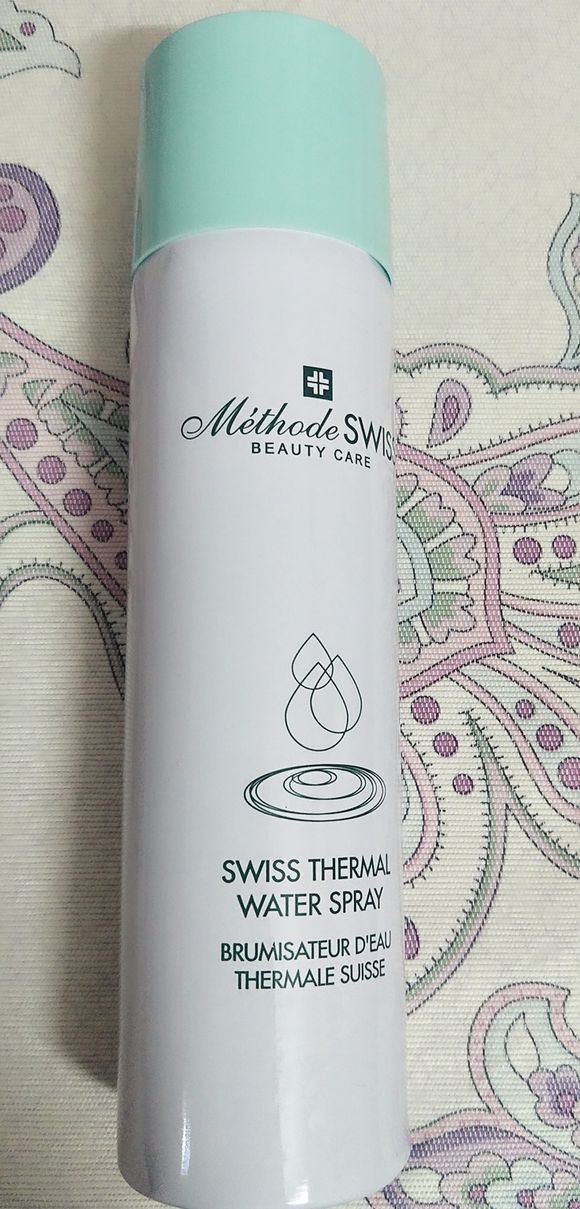 Méthode SWIS
BEAUTY CARE
SWISS THERMAL
WATER SPRAY
BRUMISATEUR D'EAU
THERMALE SUISSE